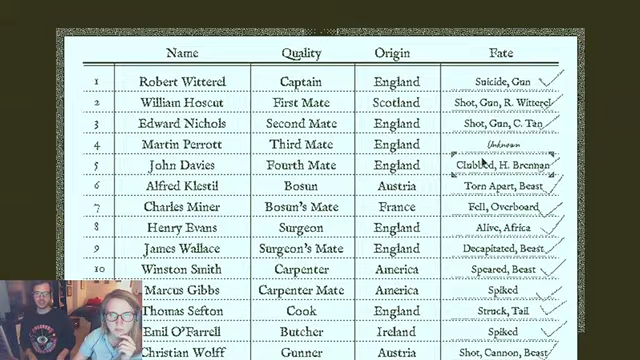 Name Quality Origin Fate
1 Robert Witterel Captain England Suicide, Gun
2 William Hoscut First Mate Scotland Shot, Gun, R. Witterel
3 Edward Nichols Second Mate England Shot, Gun, C. Tan
4 Martin Perrott Third Mate England Unknown
5 John Davies Fourth Mate England Clubbed, H. Brennan
6 Alfred Klestil Bosun Austria Torn Apart, Beast
7 Charles Miner Bosun's Mate France Fell, Overboard
8 Henry Evans Surgeon England Alive, Africa
9 James Wallace Surgeon's Mate England Decapitated, Beast
10 Winston Smith Carpenter America Speared, Beast
Marcus Gibbs Carpenter Mate America Spiked
Thomas Sefton Cook England Struck, Tail
Emil O'Farrell Butcher Ireland Spiked
Christian Wolff Gunner Austria Shot, Cannon, Beast